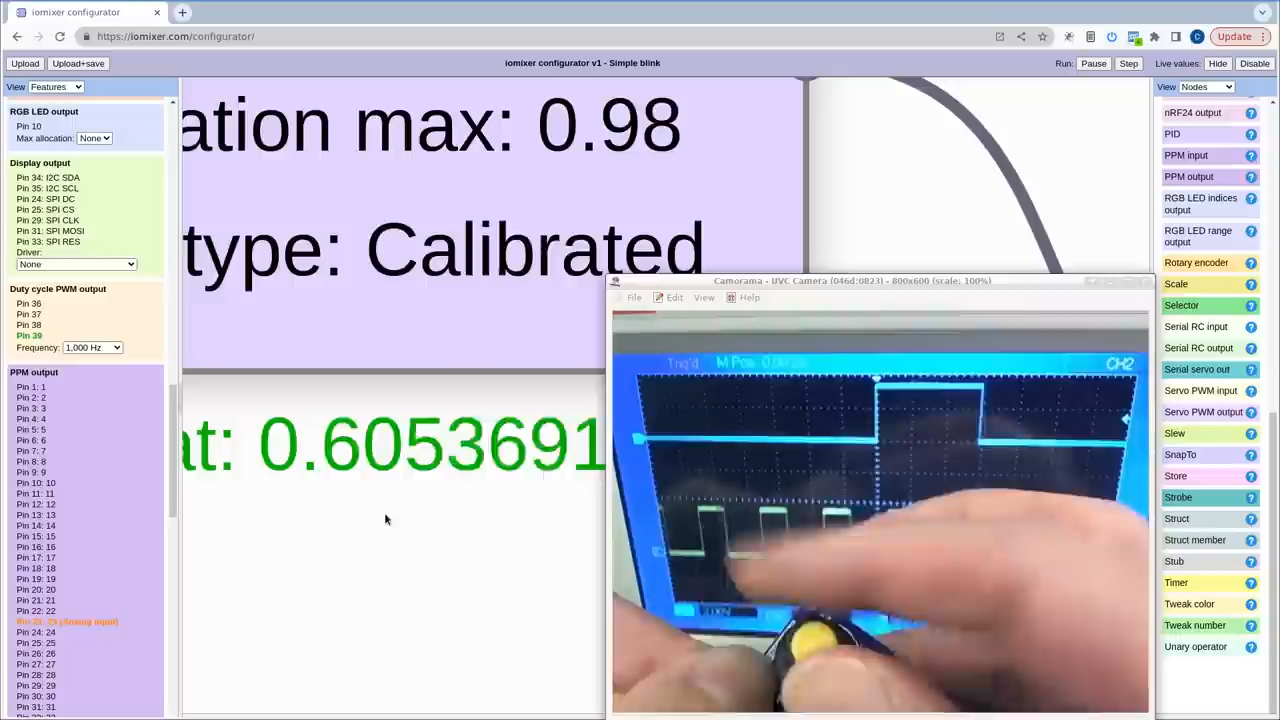 iomixer configurator
https://iomixer.com/configurator/
C
Update
Upload
Upload+save
iomixer configurator v1 - Simple blink
Run:
Pause
Step
Live values:
Hide
Disable
View
Features
RGB LED output
Pin 10
Max allocation: None
Display output
Pin 34: I2C SDA
Pin 35: I2C SCL
Pin 24: SPI DC
Pin 25: SPI CS
Pin 29: SPI CLK
Pin 31: SPI MOSI
Pin 33: SPI RES
Driver:
None
Duty cycle PWM output
Pin 36
Pin 37
Pin 38
Pin 39
Frequency: 1,000 Hz
PPM output
Pin 1: 1
Pin 2: 2
Pin 3: 3
Pin 4: 4
Pin 5: 5
Pin 6: 6
Pin 7: 7
Pin 8: 8
Pin 9: 9
Pin 10: 10
Pin 11: 11
Pin 12: 12
Pin 13: 13
Pin 14: 14
Pin 15: 15
Pin 16: 16
Pin 17: 17
Pin 18: 18
Pin 19: 19
Pin 20: 20
Pin 21: 21
Pin 22: 22
Pin 23: 23 (Analog input)
Pin 24: 24
Pin 25: 25
Pin 26: 26
Pin 27: 27
Pin 28: 28
Pin 29: 29
Pin 30: 30
Pin 31: 31
ation max: 0.98
type: Calibrated
at: 0.6053691
Camorama - UVC Camera (046d:0823) - 800x600 (scale: 100%)
File
Edit
View
Help
Trig'd
M Pos:
CH2
View
Nodes
nRF24 output
PID
PPM input
PPM output
RGB LED indices
output
RGB LED range
output
Rotary encoder
Scale
Selector
Serial RC input
Serial RC output
Serial servo out
Servo PWM input
Servo PWM output
Slew
SnapTo
Store
Strobe
Struct
Struct member
Stub
Timer
Tweak color
Tweak number
Unary operator